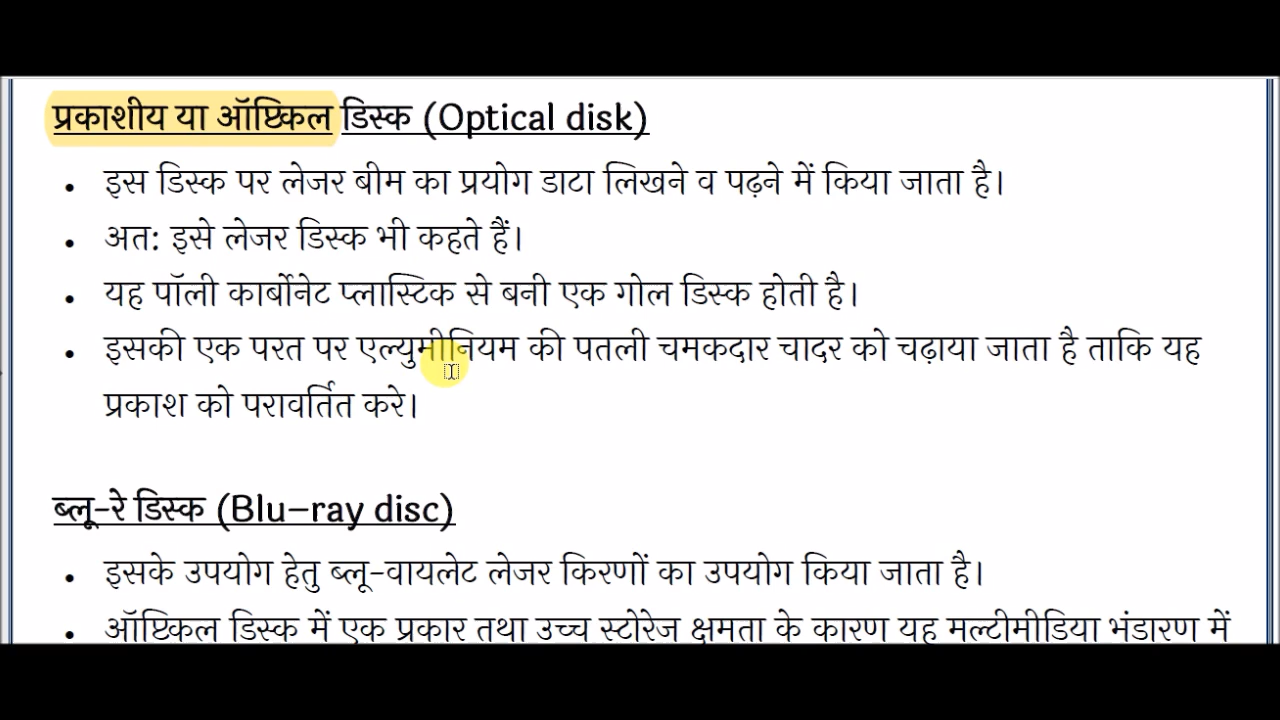 प्रकाशीय या ऑप्टिकल डिस्क (Optical disk)
• इस डिस्क पर लेजर बीम का प्रयोग डाटा लिखने व पढ़ने में किया जाता है।
• अत: इसे लेजर डिस्क भी कहते हैं।
• यह पॉली कार्बोनेट प्लास्टिक से बनी एक गोल डिस्क होती है।
• इसकी एक परत पर एल्युमीनियम की पतली चमकदार चादर को चढ़ाया जाता है ताकि यह
प्रकाश को परावर्तित करे।
ब्लू-रे डिस्क (Blu-ray disc)
• इसके उपयोग हेतु ब्लू-वायलेट लेजर किरणों का उपयोग किया जाता है।
• ऑप्टिकल डिस्क में एक प्रकार तथा उच्च स्टोरेज क्षमता के कारण यह मल्टीमीडिया भंडारण में